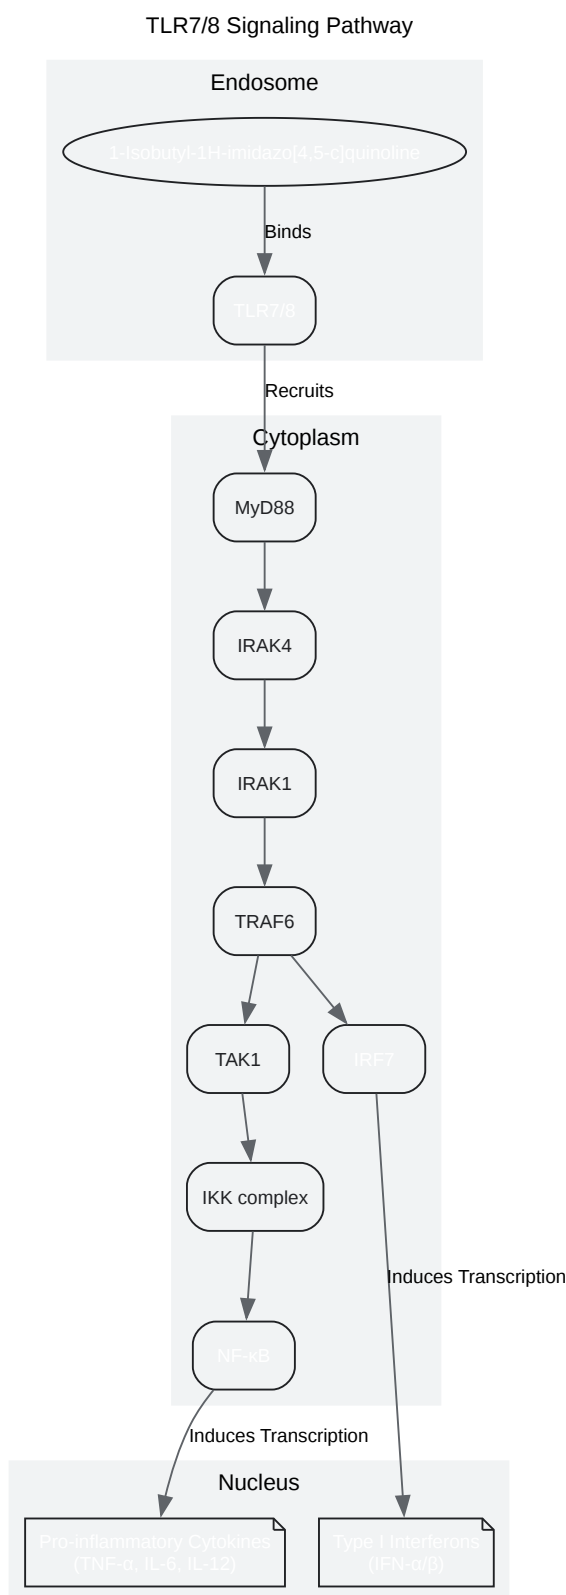 TLR7/8 Signaling Pathway
Endosome
1-Isobutyl-1H-imidazo[4,5-c]quinoline
Binds
TLR7/8
Recruits
Cytoplasm
MyD88
IRAK4
IRAK1
TRAF6
TAK1
IRF7
IKK complex
Induces Transcription
NF-κB
Induces Transcription
Nucleus
Pro-inflammatory Cytokines
(TNF-α, IL-6, IL-12)
Type I Interferons
(IFN-α/β)